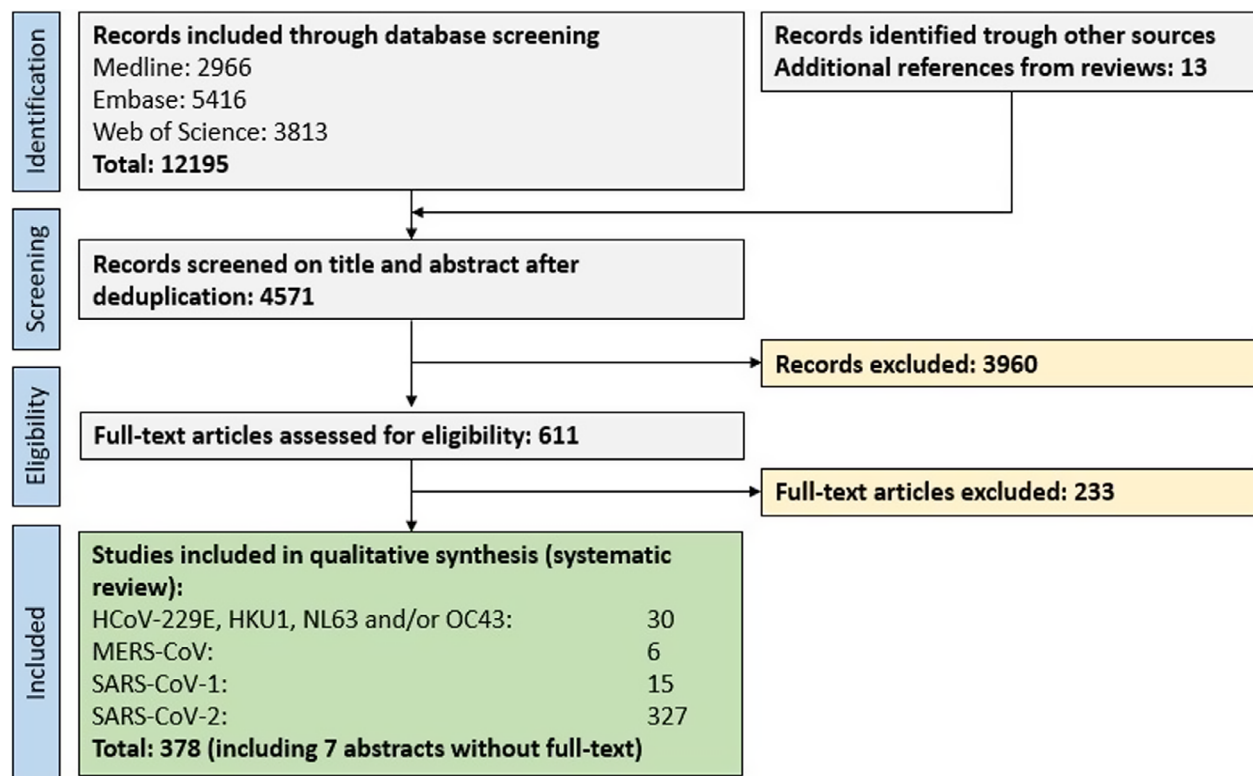 Identification
Records included through database screening
Medline: 2966
Embase: 5416
Web of Science: 3813
Total: 12195
Records identified trough other sources
Additional references from reviews: 13
Screening
Records screened on title and abstract after
deduplication: 4571
Records excluded: 3960
Eligibility
Full-text articles assessed for eligibility: 611
Full-text articles excluded: 233
Included
Studies included in qualitative synthesis (systematic
review):
HCoV-229E, HKU1, NL63 and/or OC43: 30
MERS-CoV: 6
SARS-CoV-1: 15
SARS-CoV-2: 327
Total: 378 (including 7 abstracts without full-text)